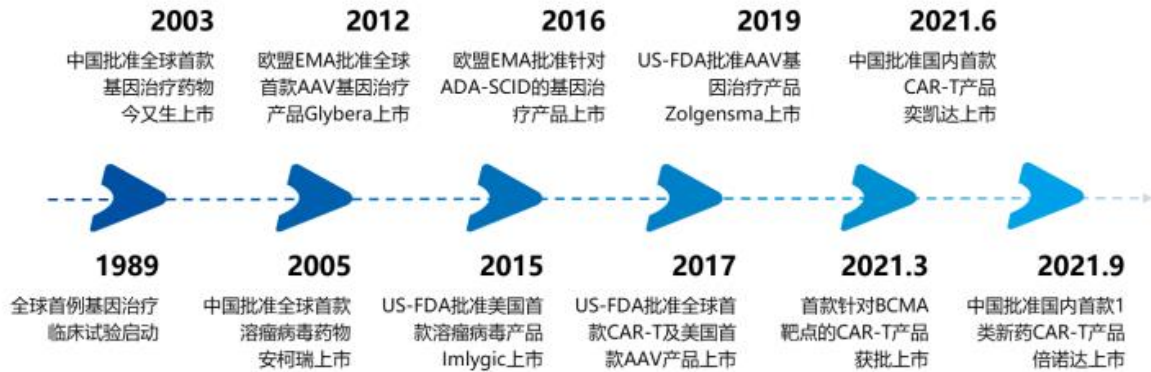 2003
中国批准全球首款
基因治疗药物
今又生上市
2012
欧盟EMA批准全球
首款AAV基因治疗
产品Glybera上市
2016
欧盟EMA批准针对
ADA-SCID的基因治
疗产品上市
2019
US-FDA批准AAV基
因治疗产品
Zolgensma上市
2021.6
中国批准国内首款
CAR-T产品
奕凯达上市
1989
全球首例基因治疗
临床试验启动
2005
中国批准全球首款
溶瘤病毒药物
安柯瑞上市
2015
US-FDA批准美国首
款溶瘤病毒产品
Imlygic上市
2017
US-FDA批准全球首
款CAR-T及美国首
款AAV产品上市
2021.3
首款针对BCMA
靶点的CAR-T产品
获批上市
2021.9
中国批准国内首款1
类新药CAR-T产品
倍诺达上市